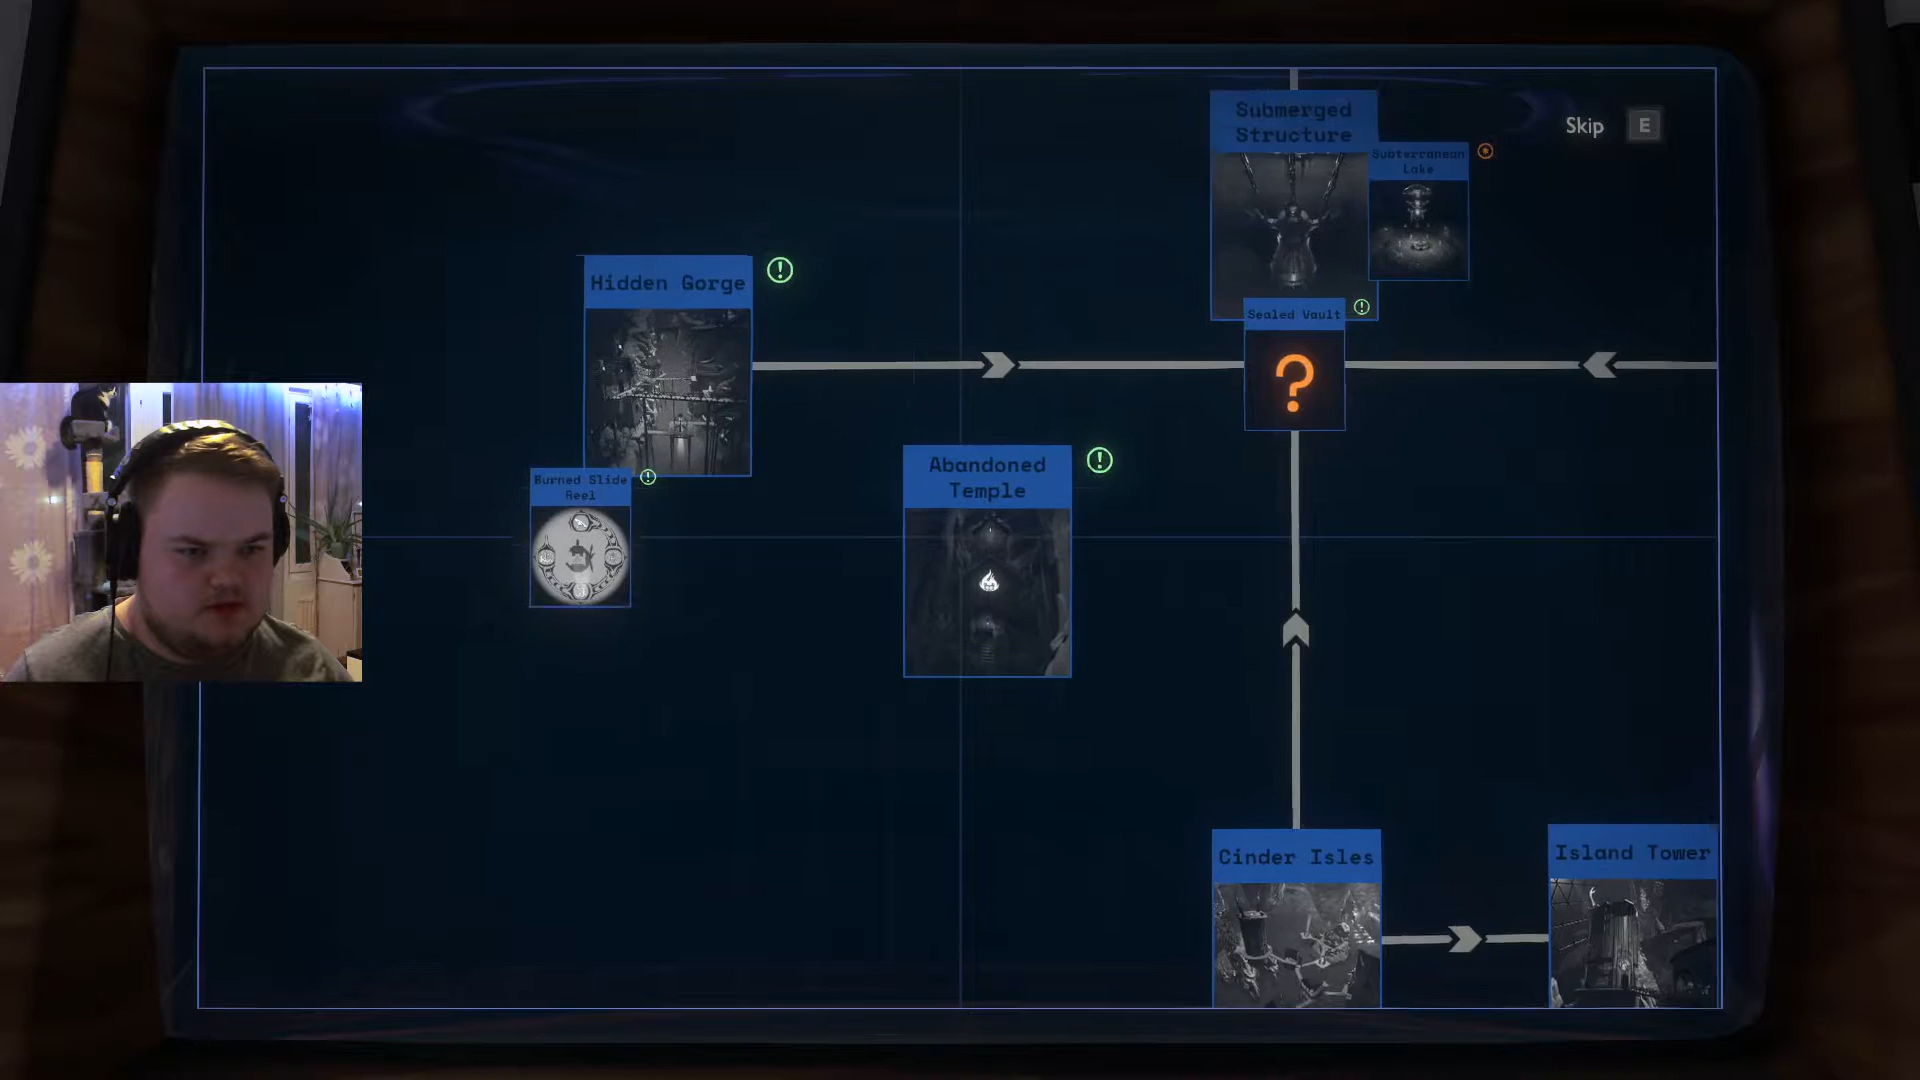 Submerged
Structure
Skip E
Subterranean
Lake
Hidden Gorge
Sealed Vault
?
Abandoned
Temple
Burned Slide
Reel
Cinder Isles
Island Tower